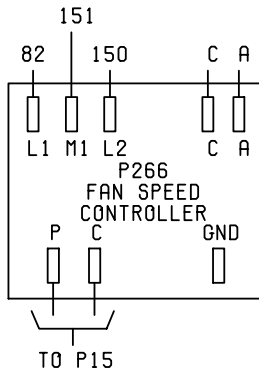 151
82 150 C A
L1 M1 L2 C A
P266
FAN SPEED
CONTROLLER
P C GND
TO P15